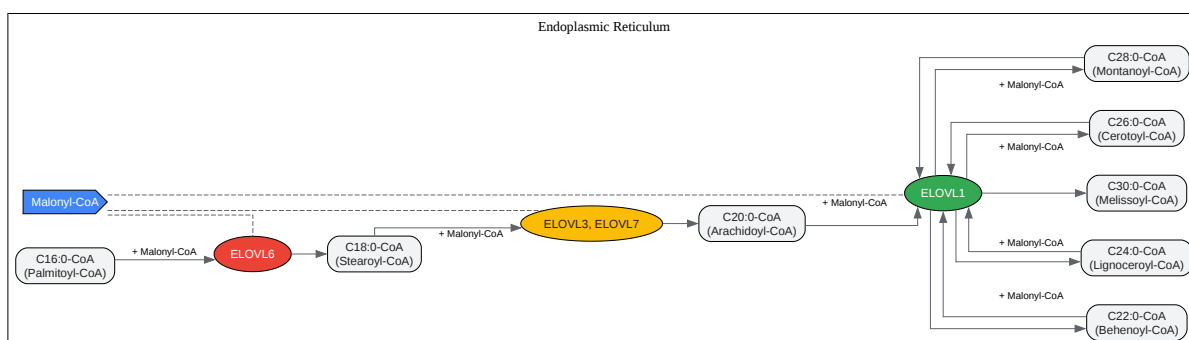 Endoplasmic Reticulum
Malonyl-CoA
C16:0-CoA
(Palmitoyl-CoA)
+ Malonyl-CoA
ELOVL6
C18:0-CoA
(Stearoyl-CoA)
+ Malonyl-CoA
ELOVL3, ELOVL7
C20:0-CoA
(Arachidoyl-CoA)
+ Malonyl-CoA
ELOVL1
C28:0-CoA
(Montanoyl-CoA)
+ Malonyl-CoA
C26:0-CoA
(Cerotoyl-CoA)
+ Malonyl-CoA
C30:0-CoA
(Melissoyl-CoA)
+ Malonyl-CoA
C24:0-CoA
(Lignoceroyl-CoA)
+ Malonyl-CoA
C22:0-CoA
(Behenoyl-CoA)